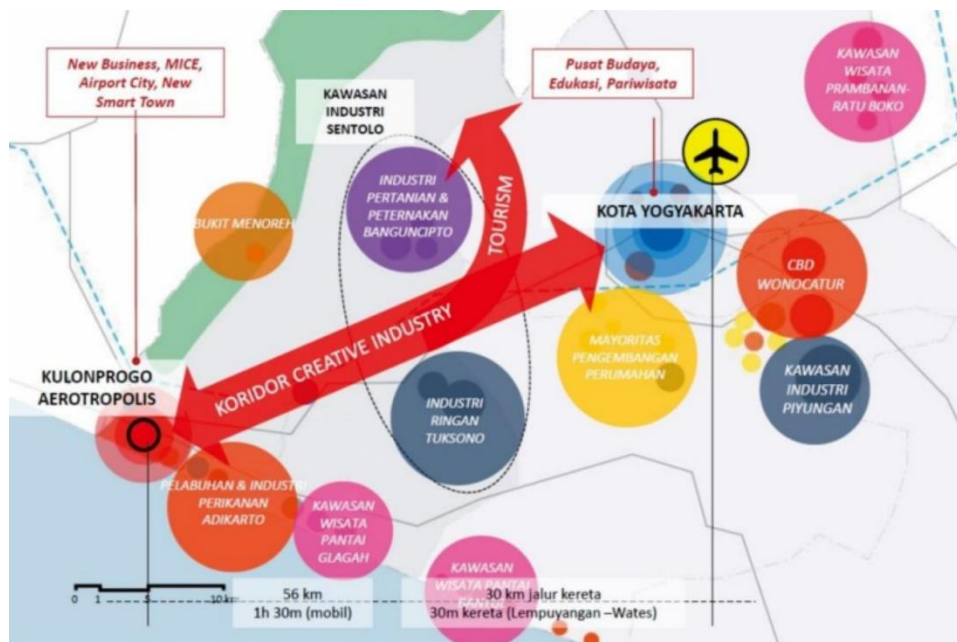 New Business, MICE,
Airport City, New
Smart Town
Pusat Budaya,
Edukasi, Pariwisata
KAWASAN
WISATA
PRAMBANAN-
RATU BOKO
KAWASAN
INDUSTRI
SENTOLO
INDUSTRI
PERTANIAN &
PETERNAKAN
BANGUNCIPTO
BUKIT MENOREH
TOURISM
KOTA YOGYAKARTA
CBD
WONOCATUR
KORIDOR CREATIVE INDUSTRY
MAYORITAS
PENGEMBANGAN
PERUMAHAN
KAWASAN
INDUSTRI
PIYUNGAN
KULONPROGO
AEROTROPOLIS
INDUSTRI
RINGAN
TUKSONO
PELABUHAN & INDUSTRI
PERIKANAN
ADIKARTO
KAWASAN
WISATA
PANTAI
GLAGAH
KAWASAN
WISATA PANTAI
0 1 5 10 km
56 km
1h 30m (mobil)
30 km jalur kereta
30m kereta (Lempuyangan –Wates)